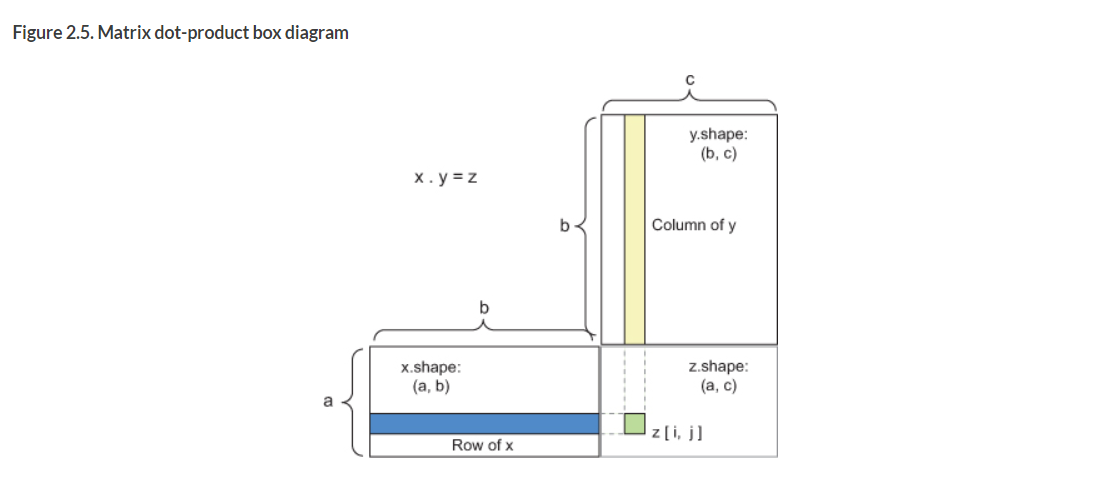 Figure 2.5. Matrix dot-product box diagram
c
y.shape:
(b, c)
x . y = z
b
Column of y
b
x.shape:
(a, b)
z.shape:
(a, c)
a
z [ i, j ]
Row of x